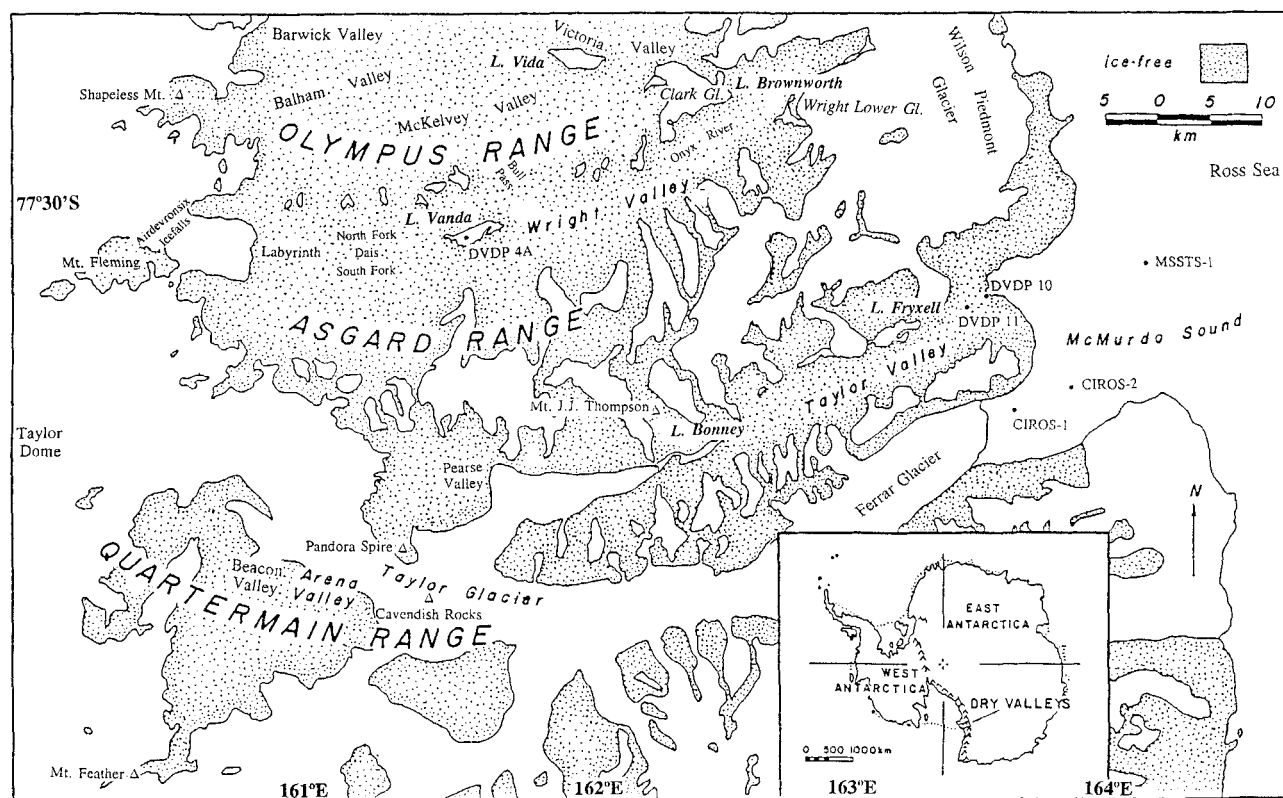 Barwick Valley
Victoria Valley
Wilson Piedmont Glacier
ice-free
L. Vida
L. Brownworth
Shapeless Mt.
Balham Valley
Clark Gl.
Wright Lower Gl.
5 0 5 10
km
McKelvey Valley
OLYMPUS RANGE
Onyx River
Bull Pass
Ross Sea
77°30'S
L. Vanda
Wright Valley
Airdevronsix Icefalls
North Fork
Labyrinth
Dais
DVDP 4A
South Fork
Mt. Fleming
MSSTS-1
DVDP 10
L. Fryxell
DVDP 11
ASGARD RANGE
McMurdo Sound
Taylor Valley
CIROS-2
Mt. J.J. Thompson
CIROS-1
L. Bonney
Taylor
Dome
Pearse
Valley
Ferrar Glacier
N
Pandora Spire
QUARTERMAIN RANGE
Beacon
Valley
Arena
Valley
Taylor Glacier
Cavendish Rocks
EAST
ANTARCTICA
WEST
ANTARCTICA
DRY VALLEYS
0 500 1000km
Mt. Feather
161°E
162°E
163°E
164°E